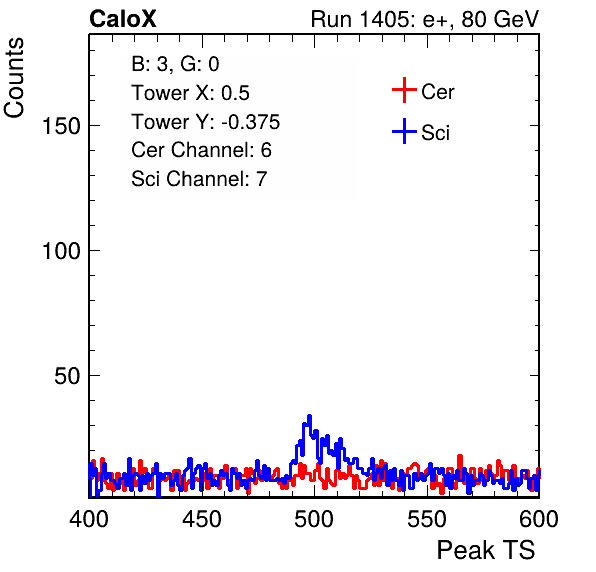 CaloX Run 1405: e+, 80 GeV
Counts
B: 3, G: 0
Tower X: 0.5
Tower Y: -0.375
Cer Channel: 6
Sci Channel: 7
Cer
Sci
150
100
50
400 450 500 550 600
Peak TS